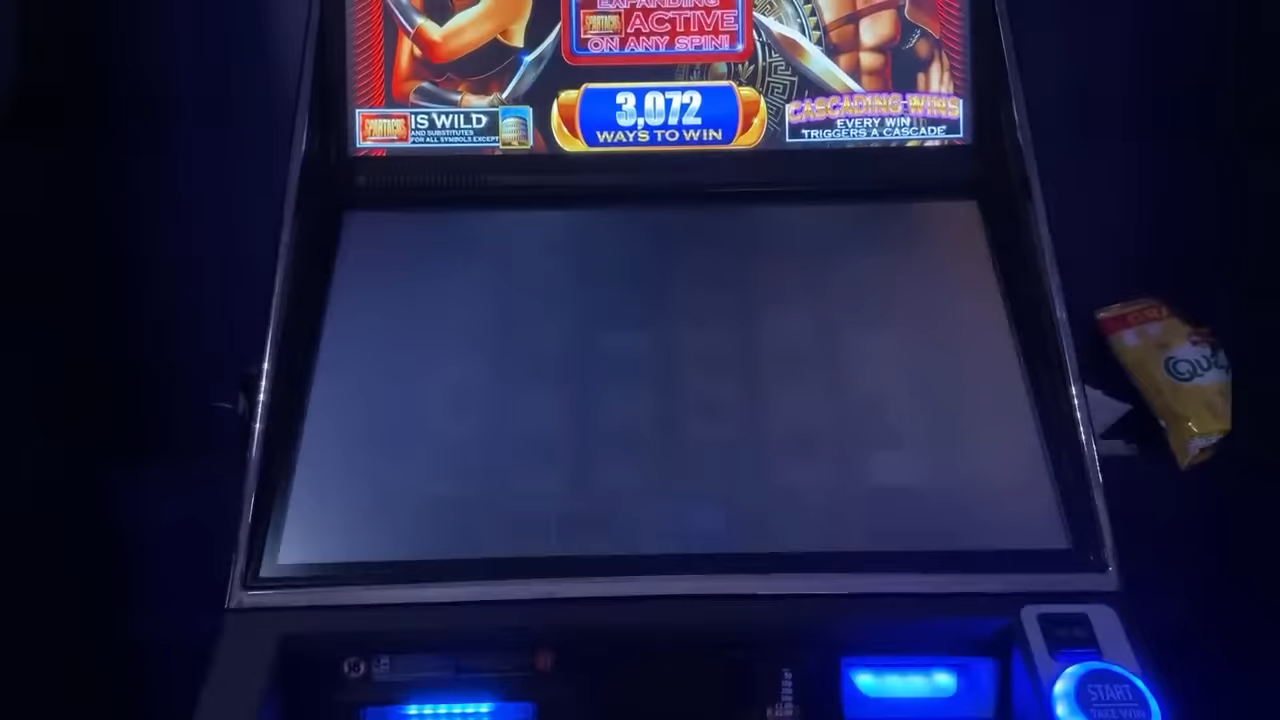 EXPANDING
SPARTACUS ACTIVE
ON ANY SPIN!
SPARTACUS IS WILD
AND SUBSTITUTES
FOR ALL SYMBOLS EXCEPT
3,072
WAYS TO WIN
CASCADING WINS
EVERY WIN
TRIGGERS A CASCADE
18
START
TAKE WIN